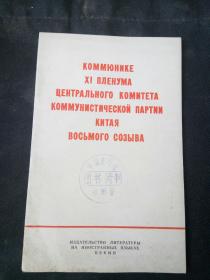 КОММЮНИКЕ
XI ПЛЕНУМА
ЦЕНТРАЛЬНОГО КОМИТЕТА
КОММУНИСТИЧЕСКОЙ ПАРТИИ
КИТАЯ
ВОСЬМОГО СОЗЫВА
ИЗДАТЕЛЬСТВО ЛИТЕРАТУРЫ
НА ИНОСТРАННЫХ ЯЗЫКАХ
ПЕКИН